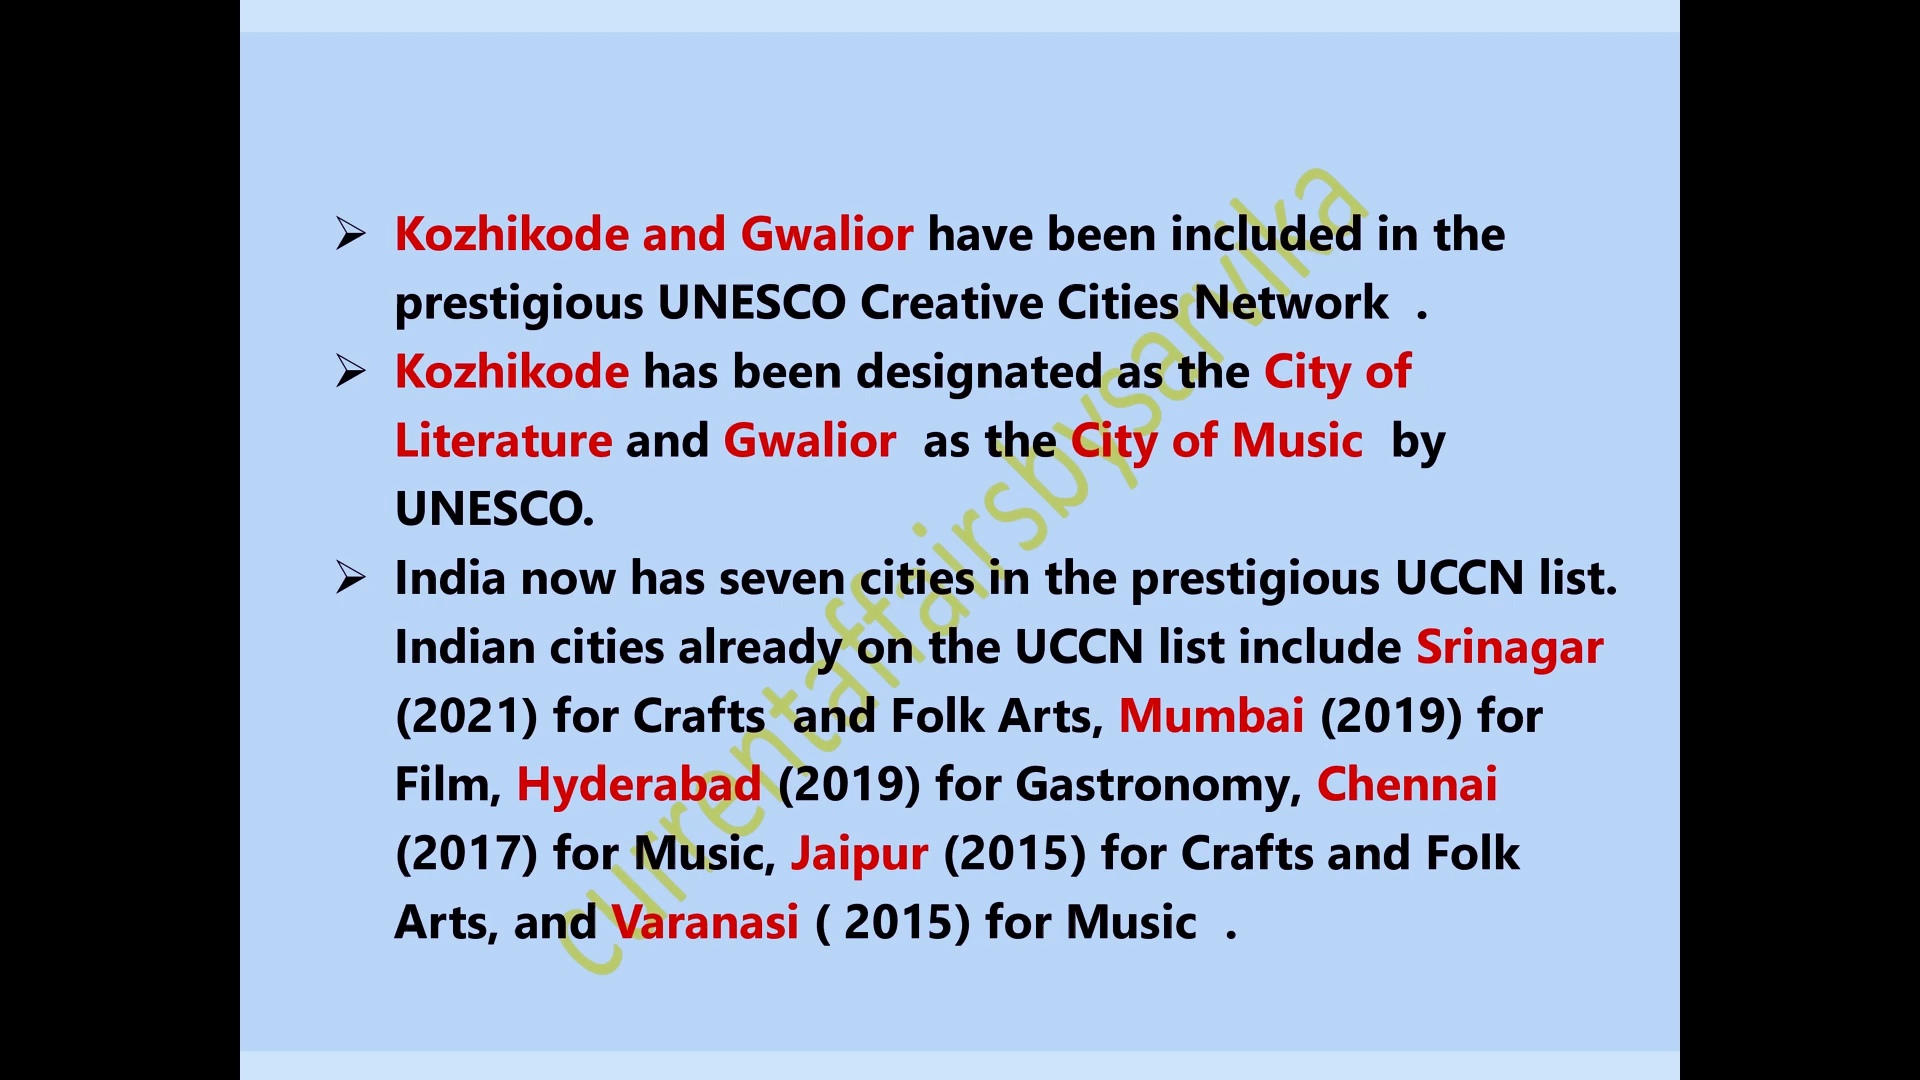 ➢ Kozhikode and Gwalior have been included in the
prestigious UNESCO Creative Cities Network .
➢ Kozhikode has been designated as the City of
Literature and Gwalior as the City of Music by
UNESCO.
➢ India now has seven cities in the prestigious UCCN list.
Indian cities already on the UCCN list include Srinagar
(2021) for Crafts and Folk Arts, Mumbai (2019) for
Film, Hyderabad (2019) for Gastronomy, Chennai
(2017) for Music, Jaipur (2015) for Crafts and Folk
Arts, and Varanasi ( 2015) for Music .
currentaffairsbysarvika